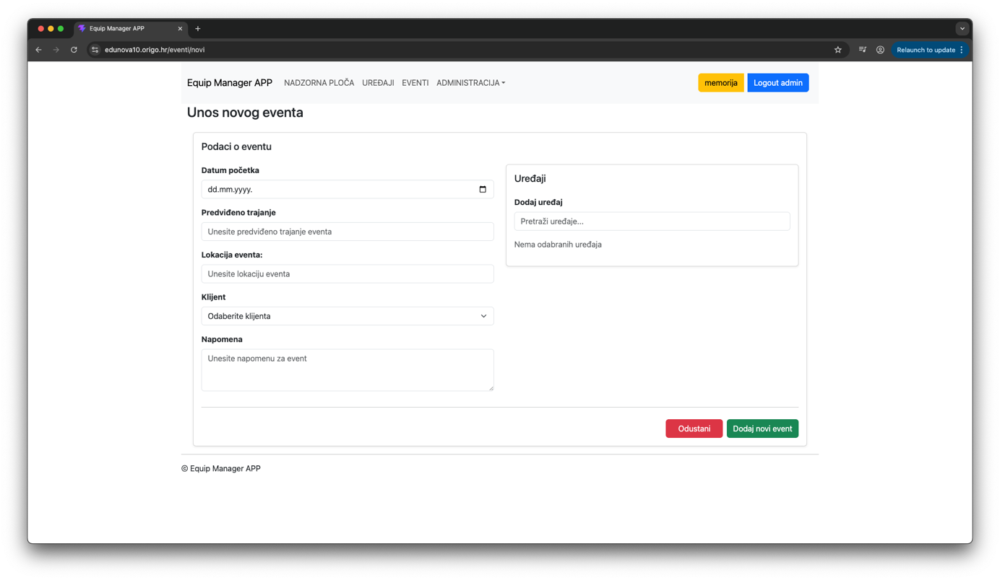 Equip Manager APP
edunova10.origo.hr/eventi/novi
Relaunch to update
Equip Manager APP NADZORNA PLOČA UREĐAJI EVENTI ADMINISTRACIJA memorija Logout admin
Unos novog eventa
Podaci o eventu
Datum početka
dd.mm.yyyy.
Predviđeno trajanje
Unesite predviđeno trajanje eventa
Lokacija eventa:
Unesite lokaciju eventa
Klijent
Odaberite klijenta
Napomena
Unesite napomenu za event
Uređaji
Dodaj uređaj
Pretraži uređaje...
Nema odabranih uređaja
Odustani Dodaj novi event
© Equip Manager APP